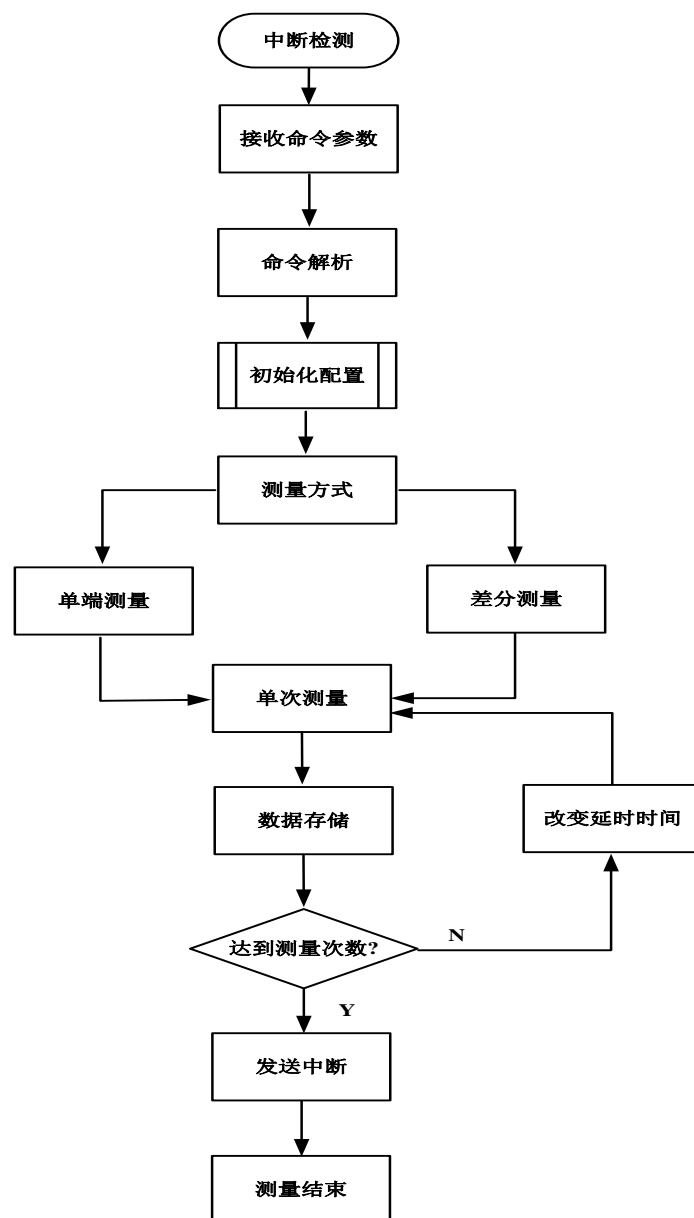 中断检测
接收命令参数
命令解析
初始化配置
测量方式
单端测量
差分测量
单次测量
数据存储
改变延时时间
达到测量次数?
N
Y
发送中断
测量结束